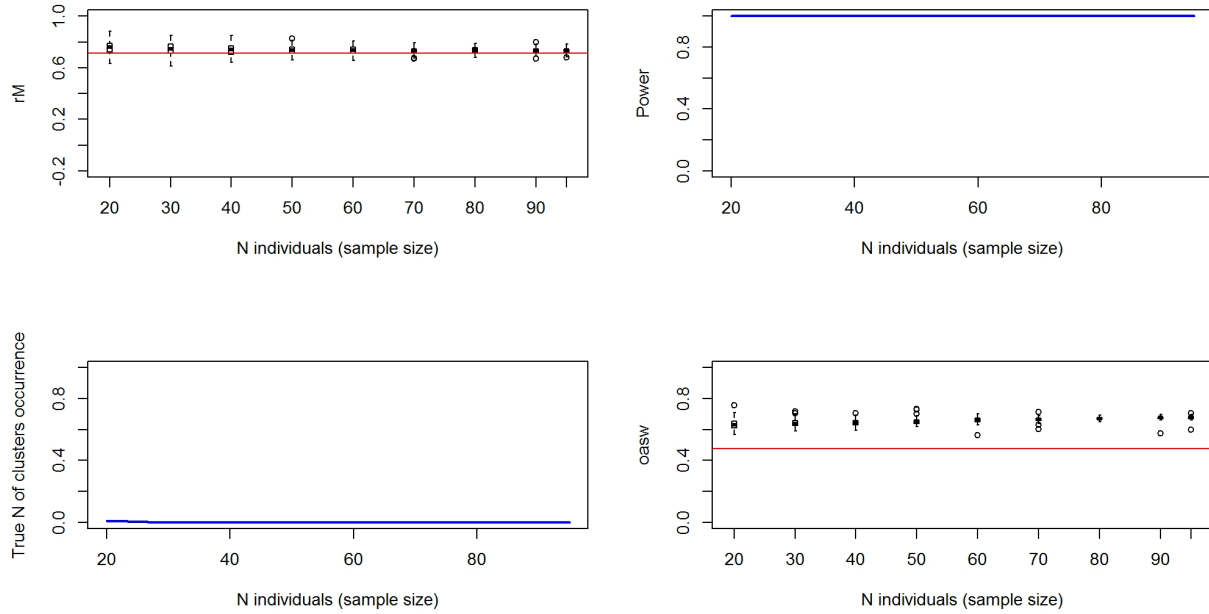 rM
1.0
0.6
0.2
-0.2
20 30 40 50 60 70 80 90
N individuals (sample size)
Power
0.8
0.4
0.0
20 40 60 80
N individuals (sample size)
True N of clusters occurrence
0.8
0.4
0.0
20 40 60 80
N individuals (sample size)
oasw
0.8
0.4
0.0
20 30 40 50 60 70 80 90
N individuals (sample size)